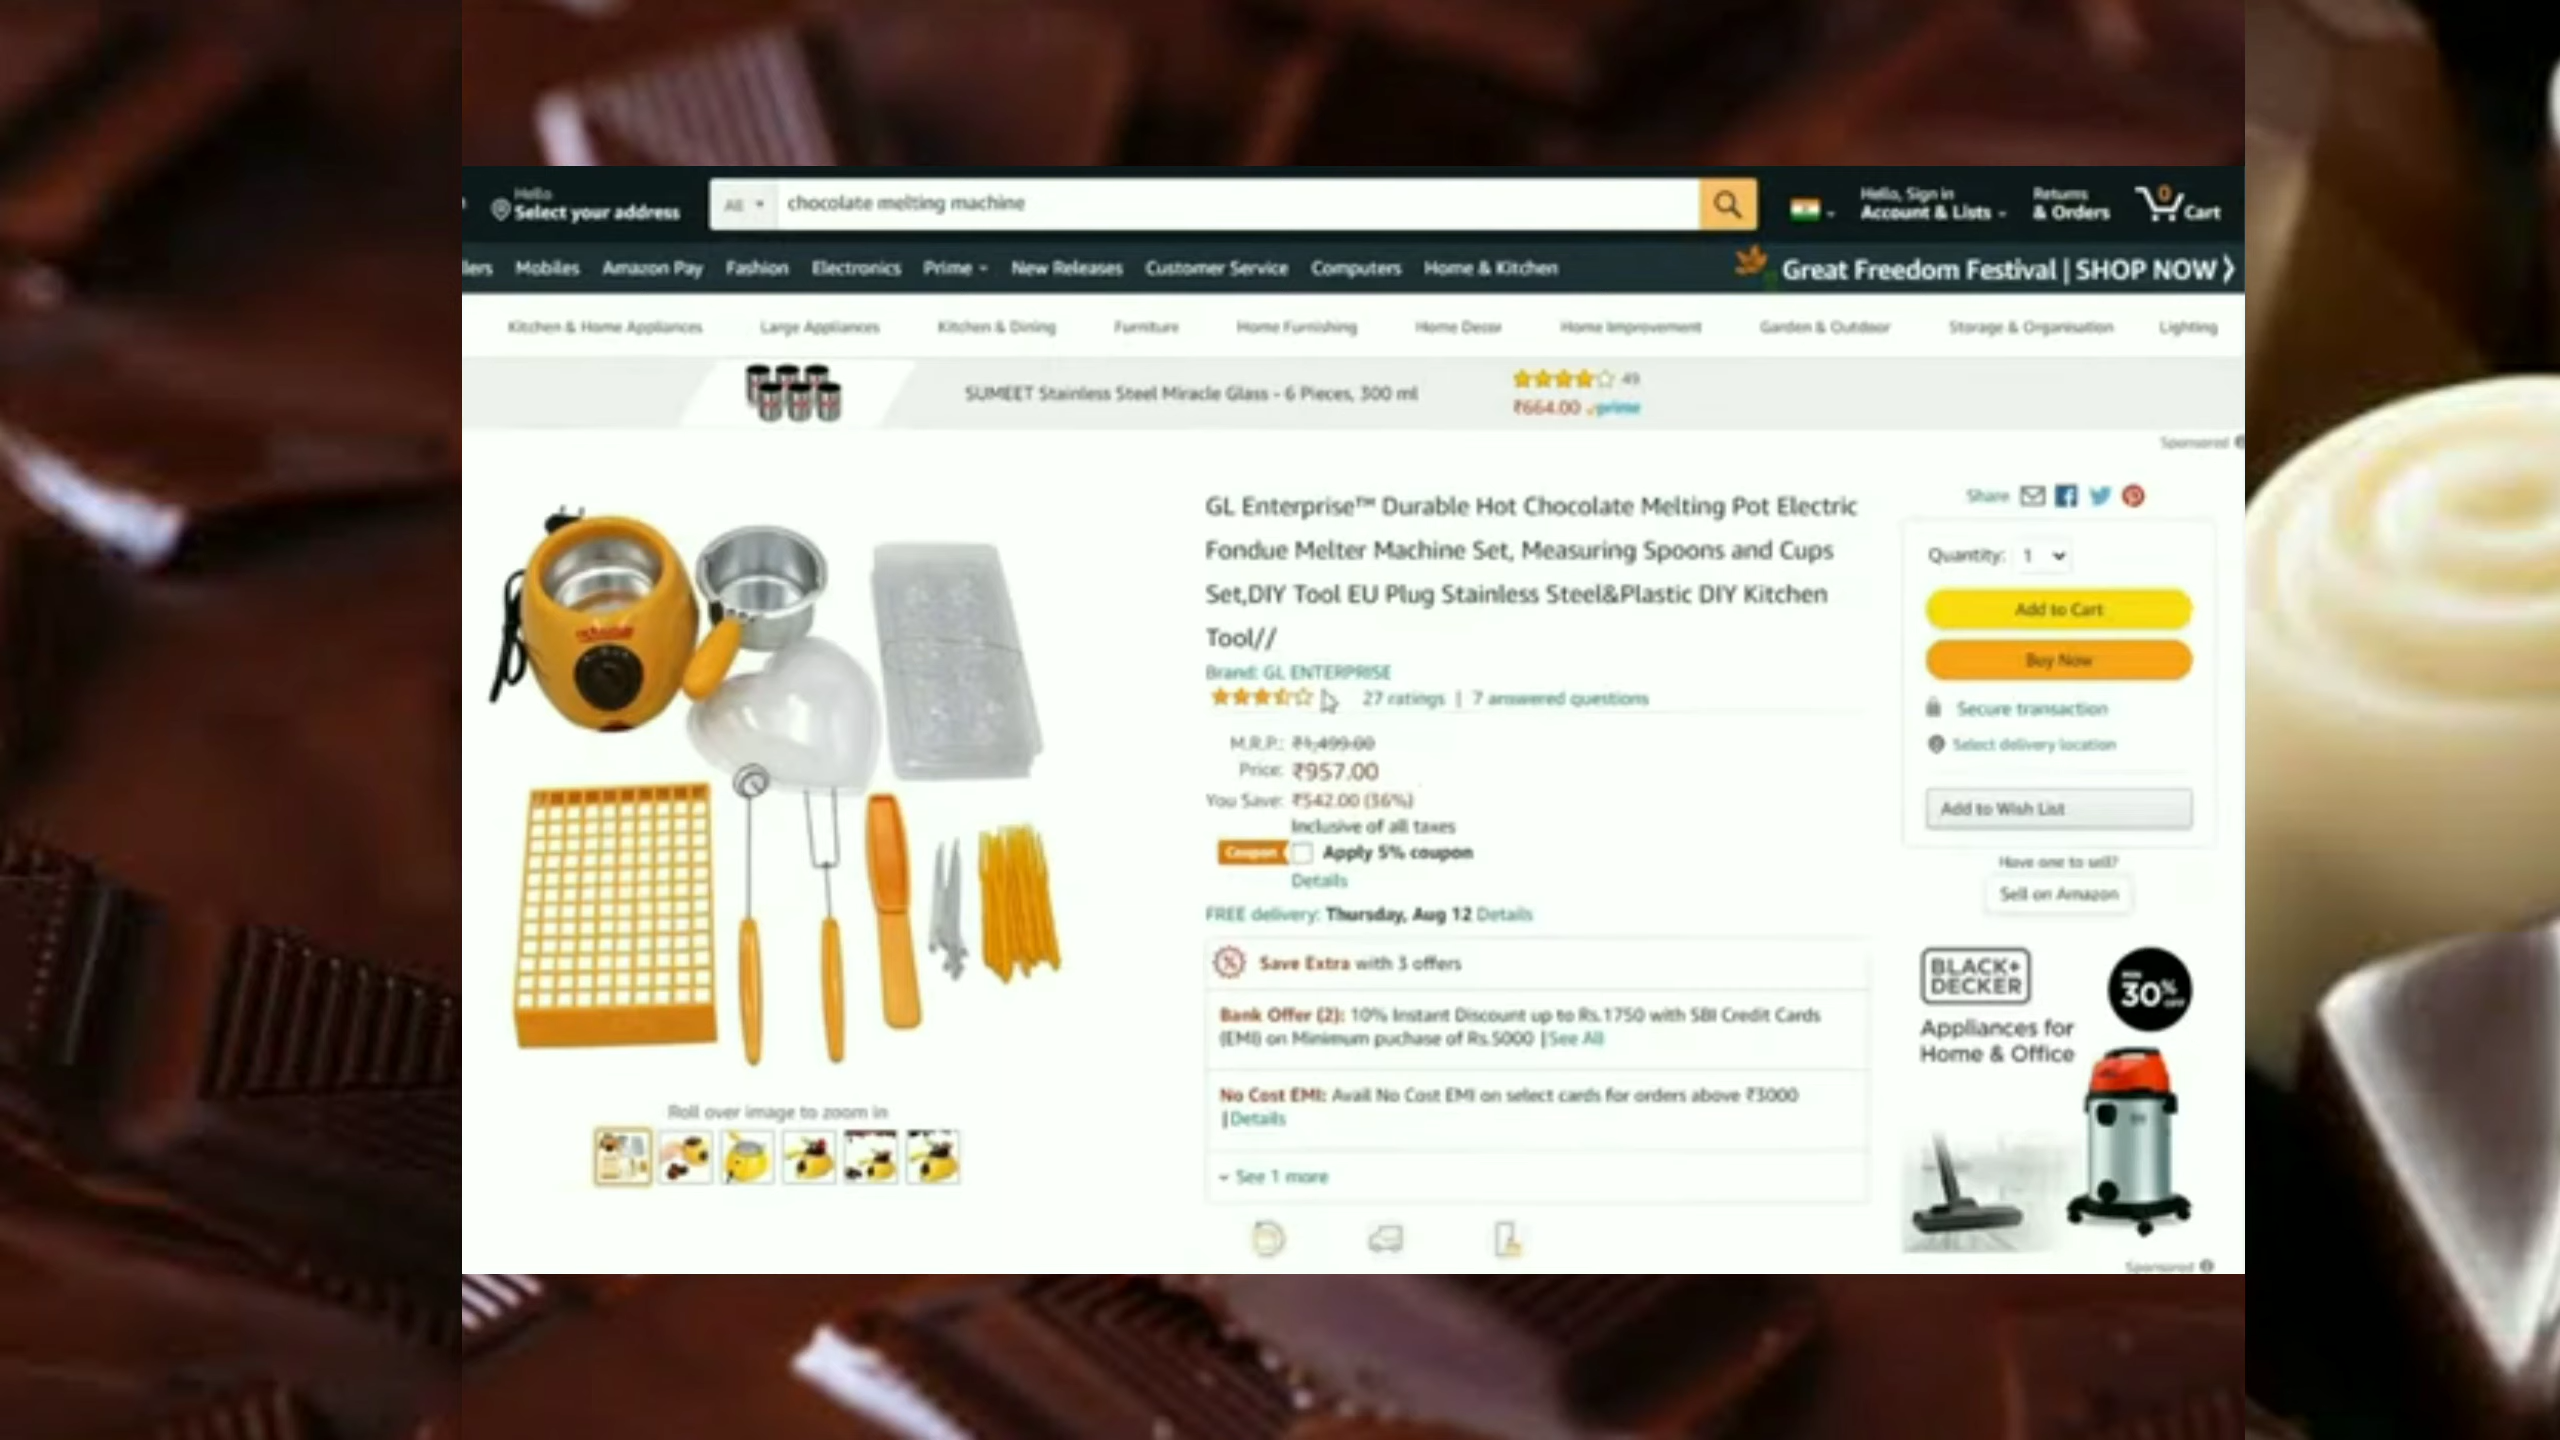 Hello
Select your address
All
chocolate melting machine
Hello, Sign in
Account & Lists
Returns
& Orders
0
Cart
lers
Mobiles
Amazon Pay
Fashion
Electronics
Prime
New Releases
Customer Service
Computers
Home & Kitchen
Great Freedom Festival | SHOP NOW >
Kitchen & Home Appliances
Large Appliances
Kitchen & Dining
Furniture
Home Furnishing
Home Decor
Home Improvement
Garden & Outdoor
Storage & Organisation
Lighting
SUMEET Stainless Steel Miracle Glass - 6 Pieces, 300 ml
49
₹664.00 prime
Sponsored
GL Enterprise™ Durable Hot Chocolate Melting Pot Electric
Fondue Melter Machine Set, Measuring Spoons and Cups
Set,DIY Tool EU Plug Stainless Steel&Plastic DIY Kitchen
Tool//
Brand: GL ENTERPRISE
27 ratings | 7 answered questions
M.R.P.: ₹1,499.00
Price: ₹957.00
You Save: ₹542.00 (36%)
Inclusive of all taxes
Coupon
Apply 5% coupon
Details
FREE delivery: Thursday, Aug 12 Details
Save Extra with 3 offers
Bank Offer (2): 10% Instant Discount up to Rs.1750 with SBI Credit Cards
(EMI) on Minimum puchase of Rs.5000 |See All
No Cost EMI: Avail No Cost EMI on select cards for orders above ₹3000
|Details
See 1 more
Roll over image to zoom in
Share
Quantity: 1
Add to Cart
Buy Now
Secure transaction
Select delivery location
Add to Wish List
Have one to sell?
Sell on Amazon
BLACK+
DECKER
30%
Appliances for
Home & Office
Sponsored